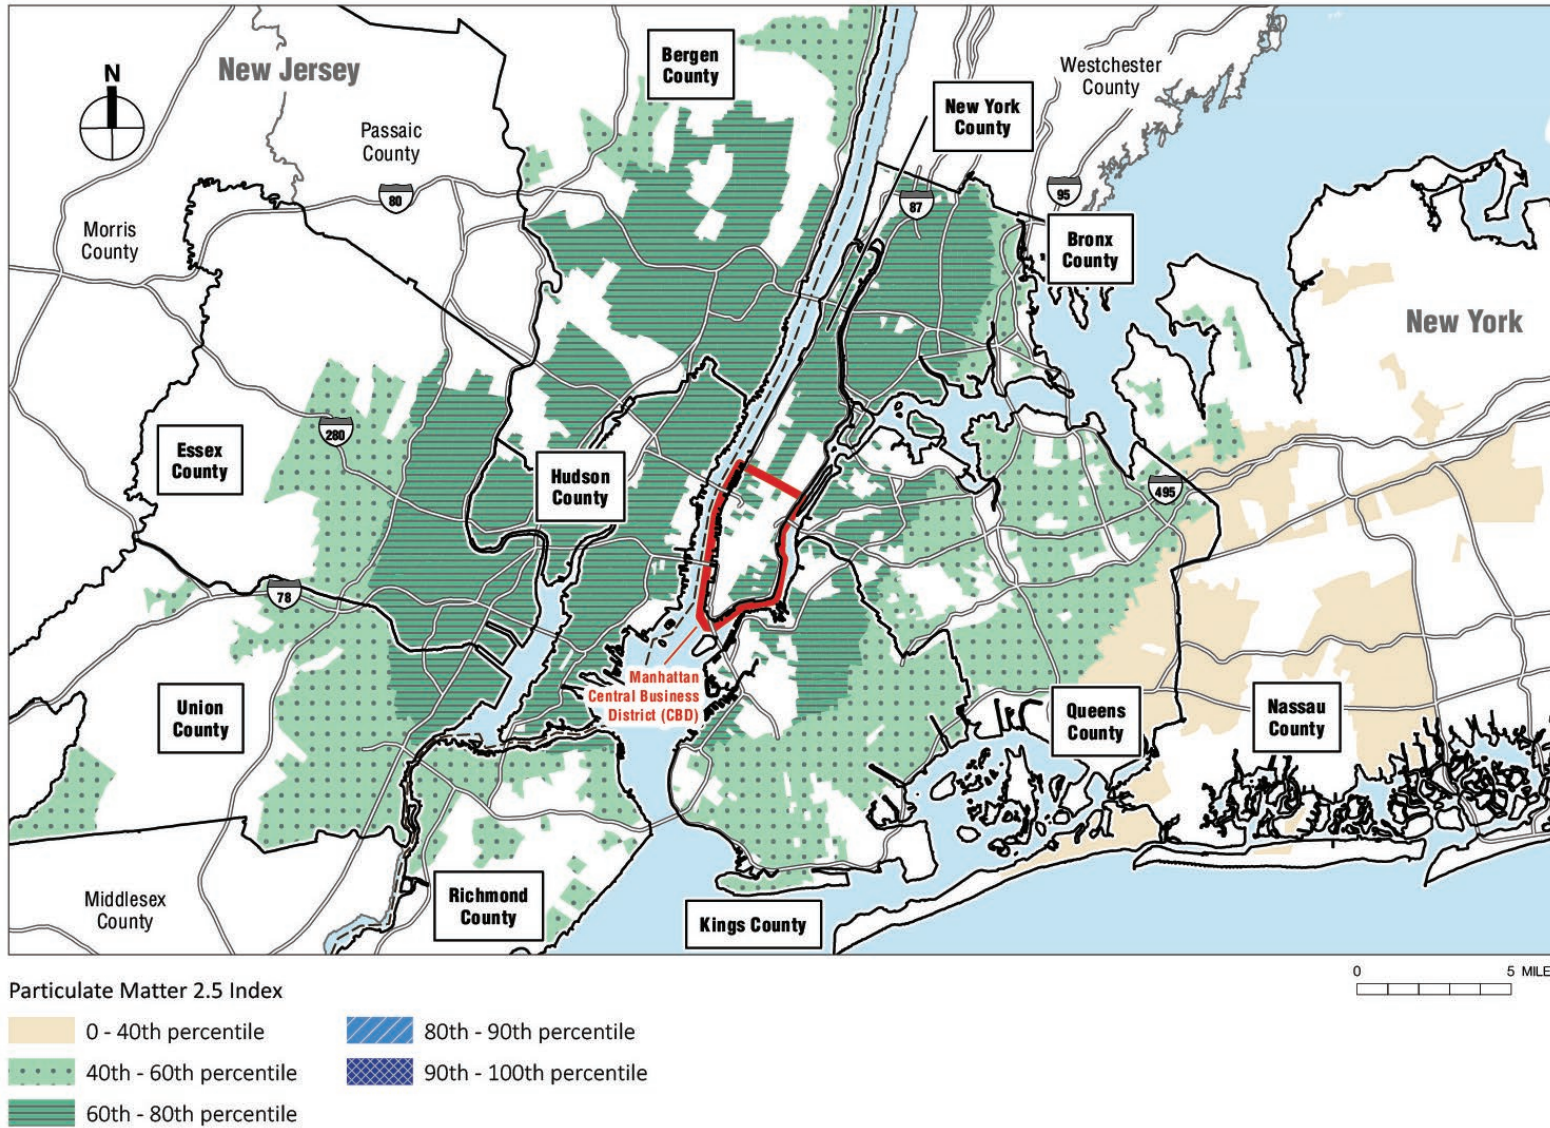 New Jersey
N
Bergen
County
Westchester
County
New York
County
Passaic
County
80
87
95
Morris
County
Bronx
County
New York
280
Essex
County
Hudson
County
495
78
Manhattan
Central Business
District (CBD)
Union
County
Queens
County
Nassau
County
Middlesex
County
Richmond
County
Kings County
0 5 MILE
Particulate Matter 2.5 Index
0 - 40th percentile
80th - 90th percentile
40th - 60th percentile
90th - 100th percentile
60th - 80th percentile